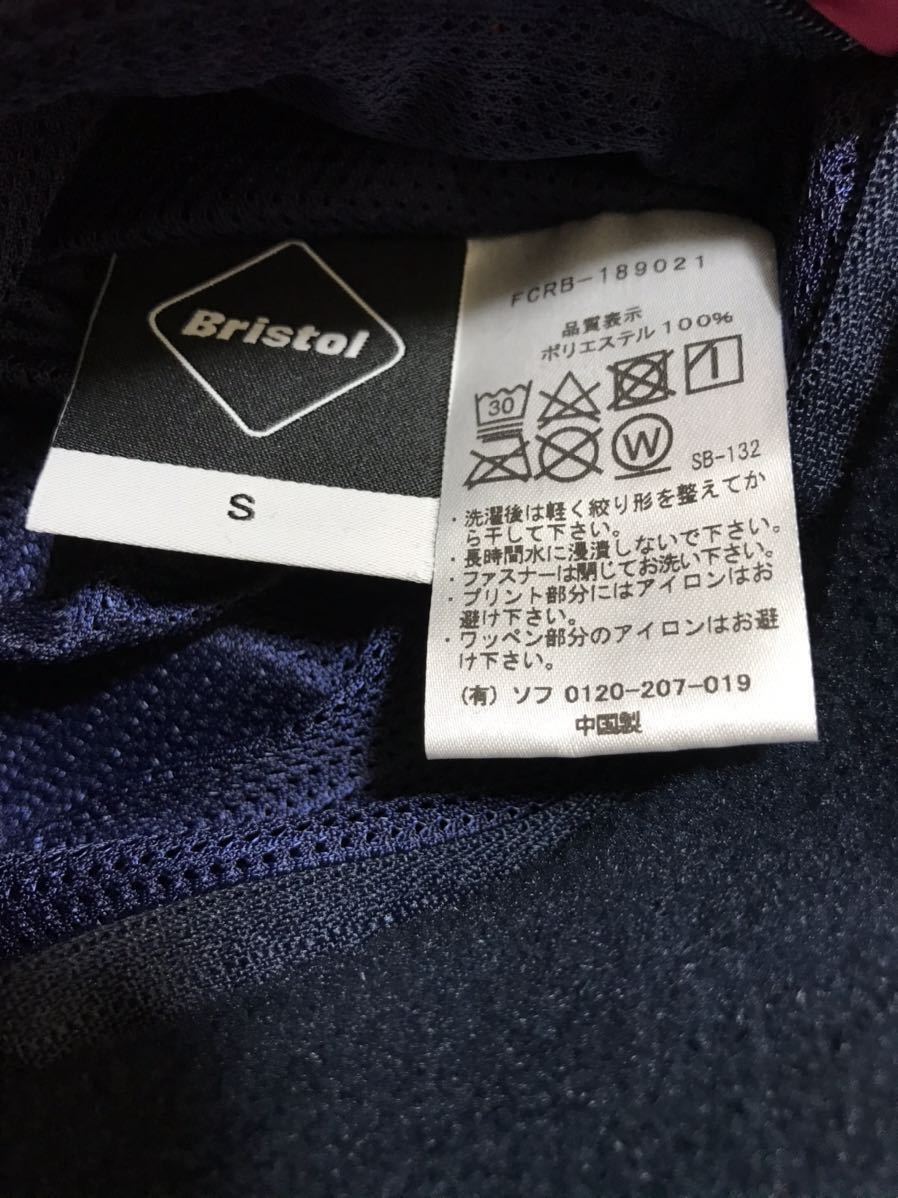 Bristol
S
FCRB-189021
品質表示
ポリエステル 100%
30
W
SB-132
・洗濯後は軽く絞り形を整えてか
ら干して下さい。
・長時間水に浸漬しないで下さい。
・ファスナーは閉じてお洗い下さい。
・プリント部分にはアイロンはお
避け下さい。
・ワッペン部分のアイロンはお避
け下さい。
(有) ソフ 0120-207-019
中国製